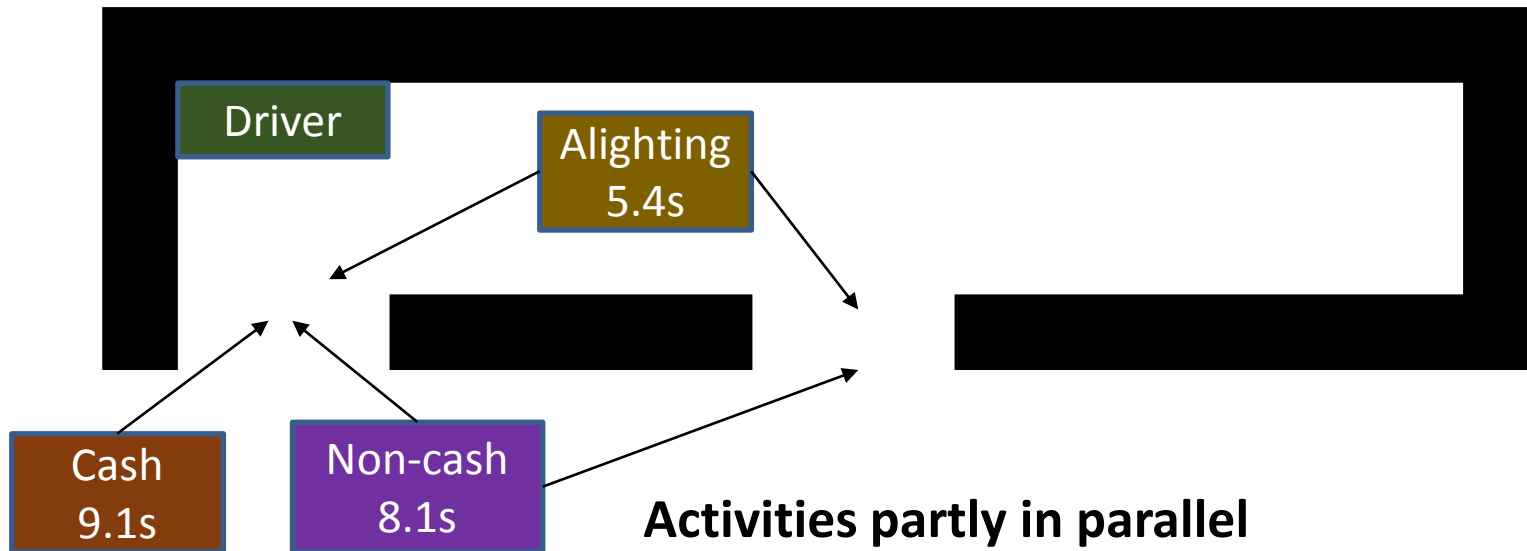 Driver
Alighting
5.4s
Cash
9.1s
Non-cash
8.1s
Activities partly in parallel